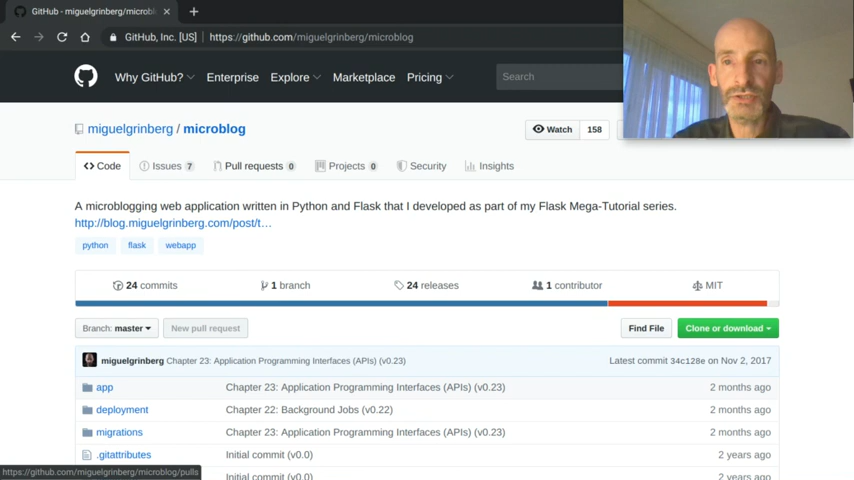 GitHub - miguelgrinberg/microbl
GitHub, Inc. [US] | https://github.com/miguelgrinberg/microblog
Why GitHub? Enterprise Explore Marketplace Pricing Search
miguelgrinberg / microblog Watch 158
Code Issues 7 Pull requests 0 Projects 0 Security Insights
A microblogging web application written in Python and Flask that I developed as part of my Flask Mega-Tutorial series.
http://blog.miguelgrinberg.com/post/t…
python flask webapp
24 commits 1 branch 24 releases 1 contributor MIT
Branch: master New pull request Find File Clone or download
miguelgrinberg Chapter 23: Application Programming Interfaces (APIs) (v0.23) Latest commit 34c128e on Nov 2, 2017
app Chapter 23: Application Programming Interfaces (APIs) (v0.23) 2 months ago
deployment Chapter 22: Background Jobs (v0.22) 2 months ago
migrations Chapter 23: Application Programming Interfaces (APIs) (v0.23) 2 months ago
.gitattributes Initial commit (v0.0) 2 years ago
https://github.com/miguelgrinberg/microblog/pulls Initial commit (v0.0) 2 years ago